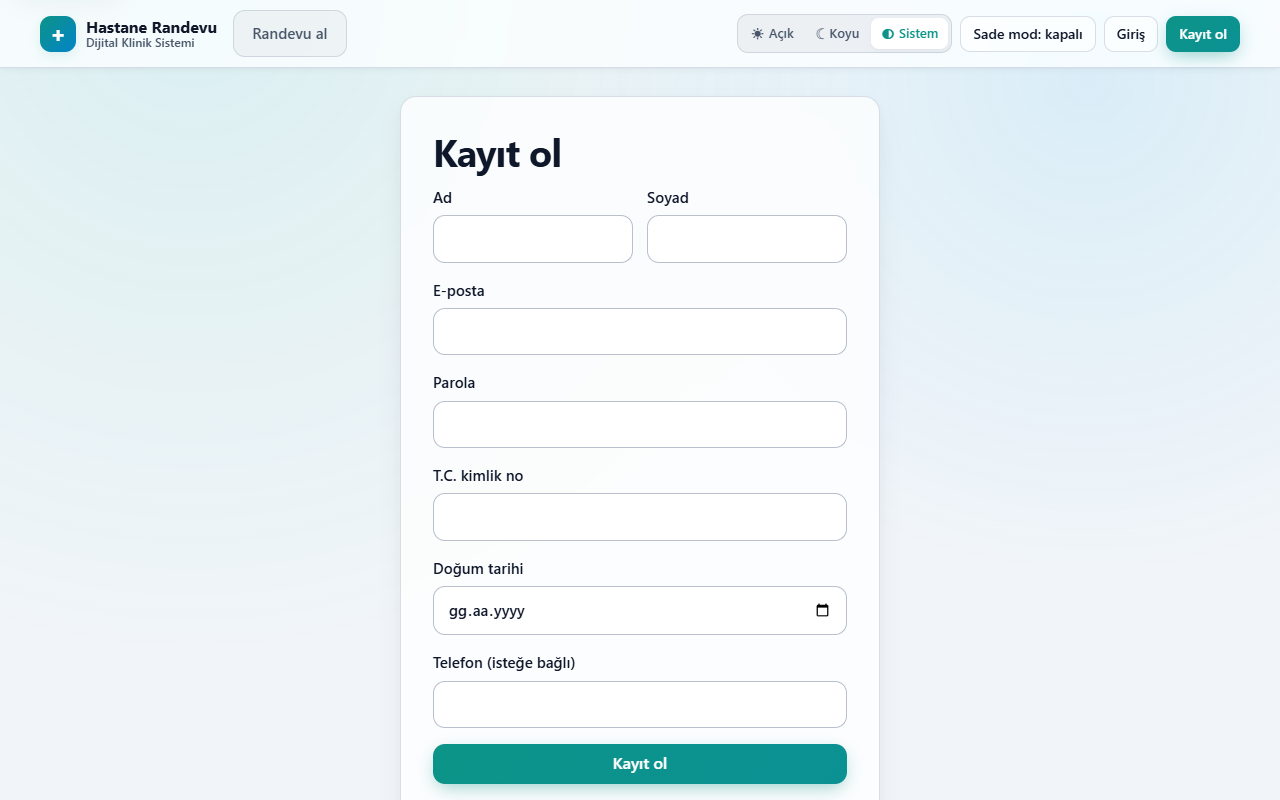 Hastane Randevu
Dijital Klinik Sistemi
Randevu al
Açık
Koyu
Sistem
Sade mod: kapalı
Giriş
Kayıt ol
Kayıt ol
Ad
Soyad
E-posta
Parola
T.C. kimlik no
Doğum tarihi
gg.aa.yyyy
Telefon (isteğe bağlı)
Kayıt ol